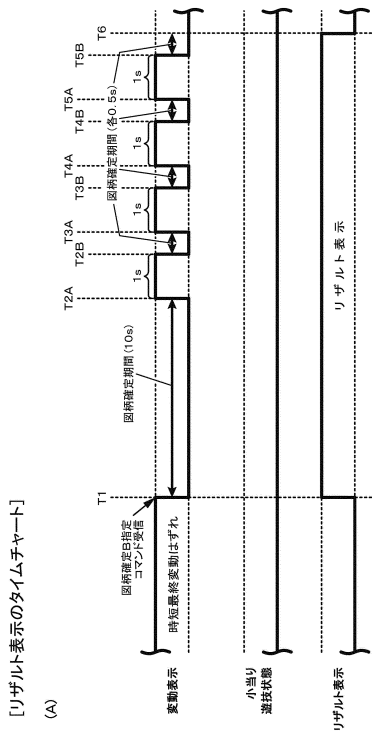 [リザルト表示のタイムチャート]
(A)
T1
T2A
T2B
T3A
T3B
T4A
T4B
T5A
T5B
T6
図柄確定B指定
コマンド受信
図柄確定期間(10s)
図柄確定期間(各0.5s)
1s
1s
1s
1s
変動表示
時短最終変動はずれ
小当り
遊技状態
リザルト表示
リザルト表示